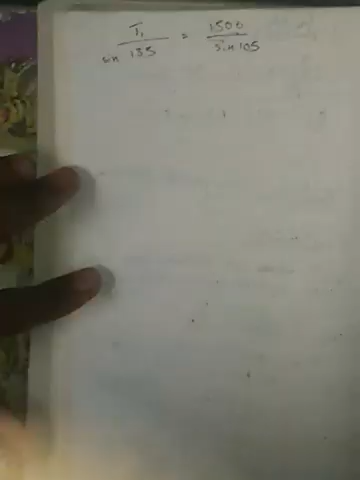 T₁ / sin 135 = 1500 / sin 105